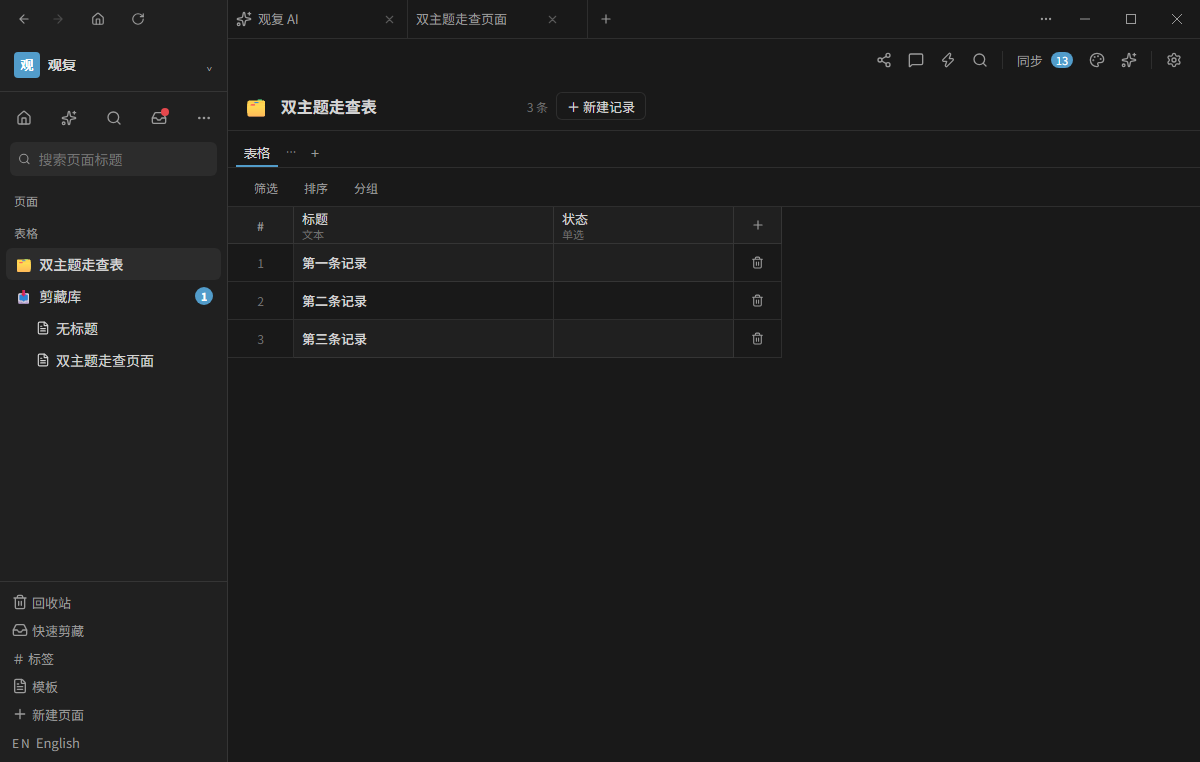 观复 AI
双主题走查页面
观 观复
同步 13
双主题走查表
3 条
新建记录
表格
搜索页面标题
筛选 排序 分组
页面
表格
双主题走查表
剪藏库 1
无标题
双主题走查页面
# 标题 状态
文本 单选
1 第一条记录
2 第二条记录
3 第三条记录
回收站
快速剪藏
# 标签
模板
新建页面
EN English